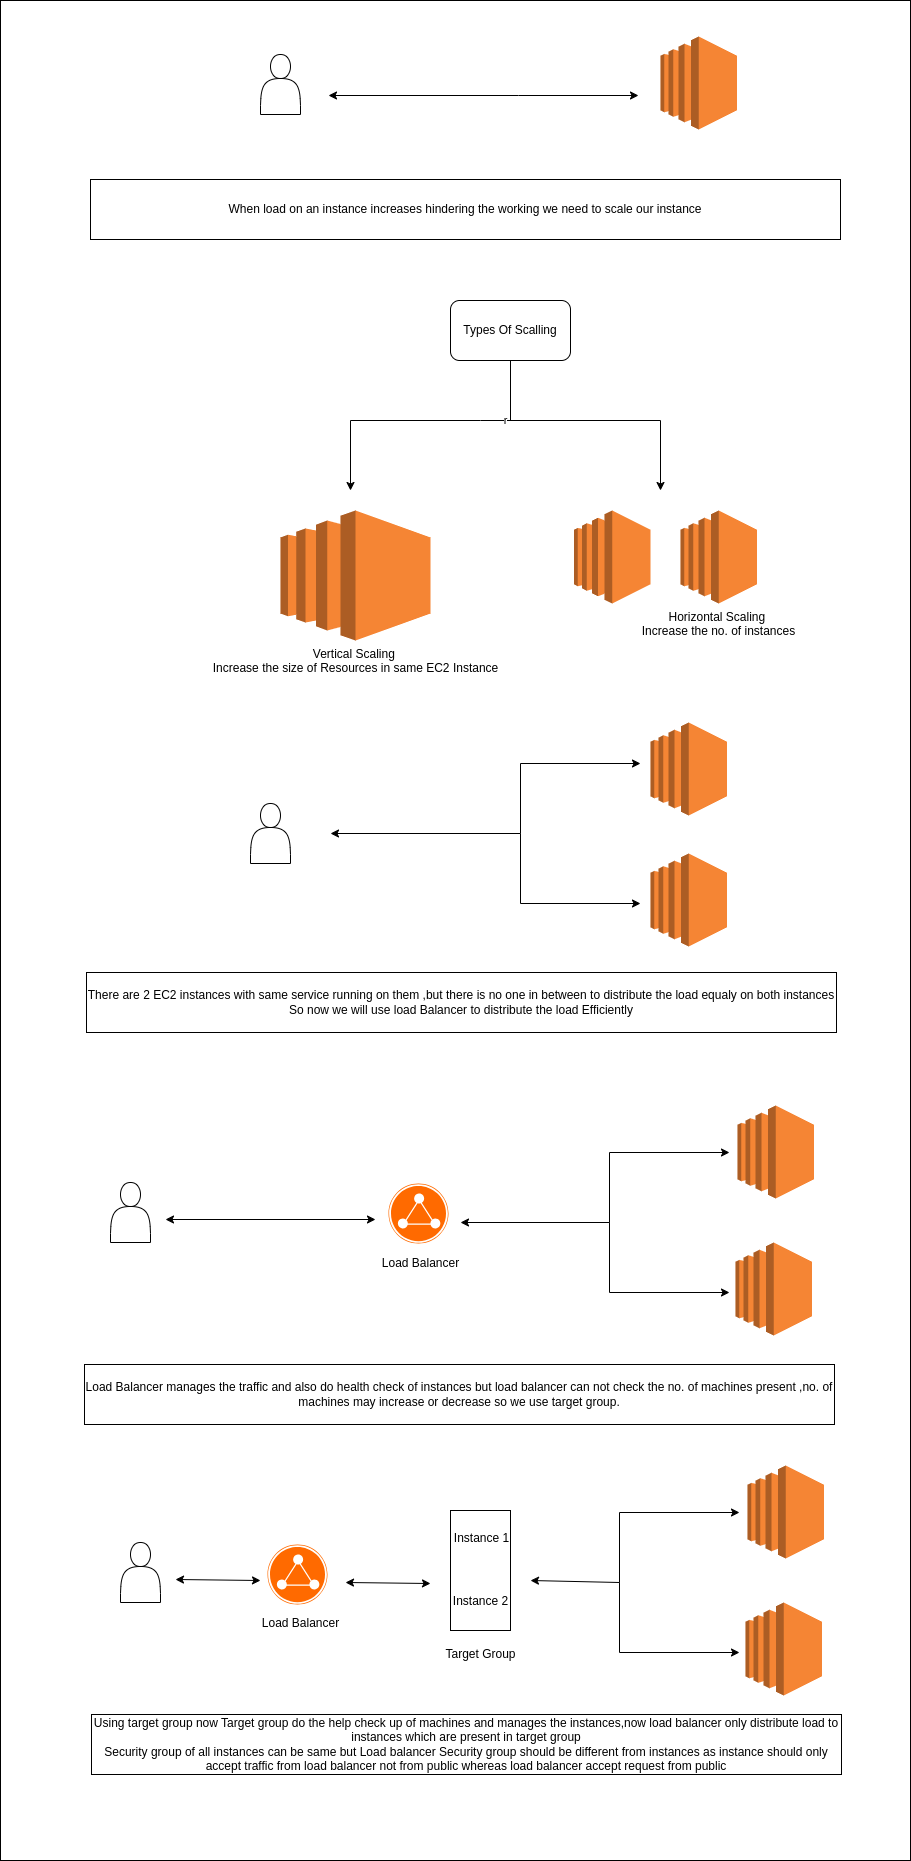 When load on an instance increases hindering the working we need to scale our instance
Types Of Scalling
r
Vertical Scaling
Increase the size of Resources in same EC2 Instance
Horizontal Scaling
Increase the no. of instances
There are 2 EC2 instances with same service running on them ,but there is no one in between to distribute the load equaly on both instances
So now we will use load Balancer to distribute the load Efficiently
Load Balancer
Load Balancer manages the traffic and also do health check of instances but load balancer can not check the no. of machines present ,no. of
machines may increase or decrease so we use target group.
Instance 1
Instance 2
Load Balancer
Target Group
Using target group now Target group do the help check up of machines and manages the instances,now load balancer only distribute load to
instances which are present in target group
Security group of all instances can be same but Load balancer Security group should be different from instances as instance should only
accept traffic from load balancer not from public whereas load balancer accept request from public